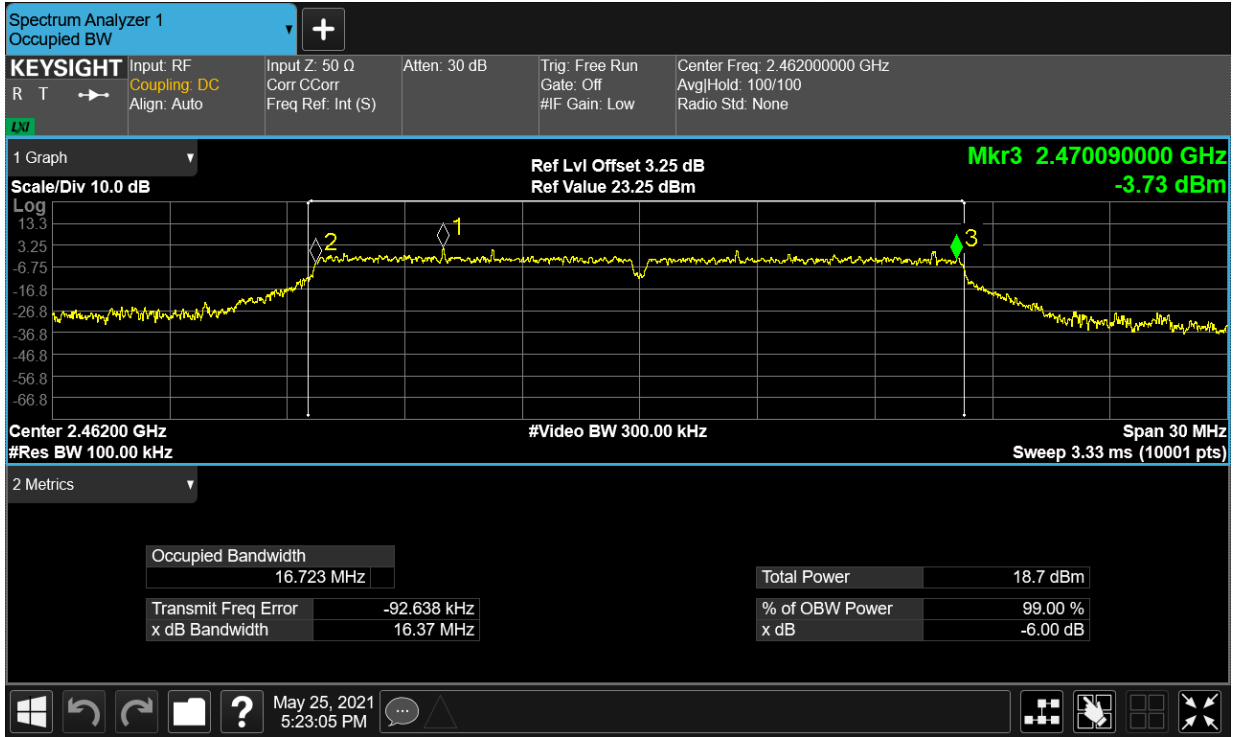 Spectrum Analyzer 1
Occupied BW
KEYSIGHT
R T
LXI
Input: RF
Coupling: DC
Align: Auto
Input Z: 50 Ω
Corr CCorr
Freq Ref: Int (S)
Atten: 30 dB
Trig: Free Run
Gate: Off
#IF Gain: Low
Center Freq: 2.462000000 GHz
Avg|Hold: 100/100
Radio Std: None
1 Graph
Scale/Div 10.0 dB
Ref Lvl Offset 3.25 dB
Ref Value 23.25 dBm
Mkr3 2.470090000 GHz
-3.73 dBm
Log
13.3
3.25
-6.75
-16.8
-26.8
-36.8
-46.8
-56.8
-66.8
2
1
3
Center 2.46200 GHz
#Video BW 300.00 kHz
Span 30 MHz
#Res BW 100.00 kHz
Sweep 3.33 ms (10001 pts)
2 Metrics
Occupied Bandwidth
16.723 MHz
Transmit Freq Error -92.638 kHz
x dB Bandwidth 16.37 MHz
Total Power 18.7 dBm
% of OBW Power 99.00 %
x dB -6.00 dB
?
May 25, 2021
5:23:05 PM